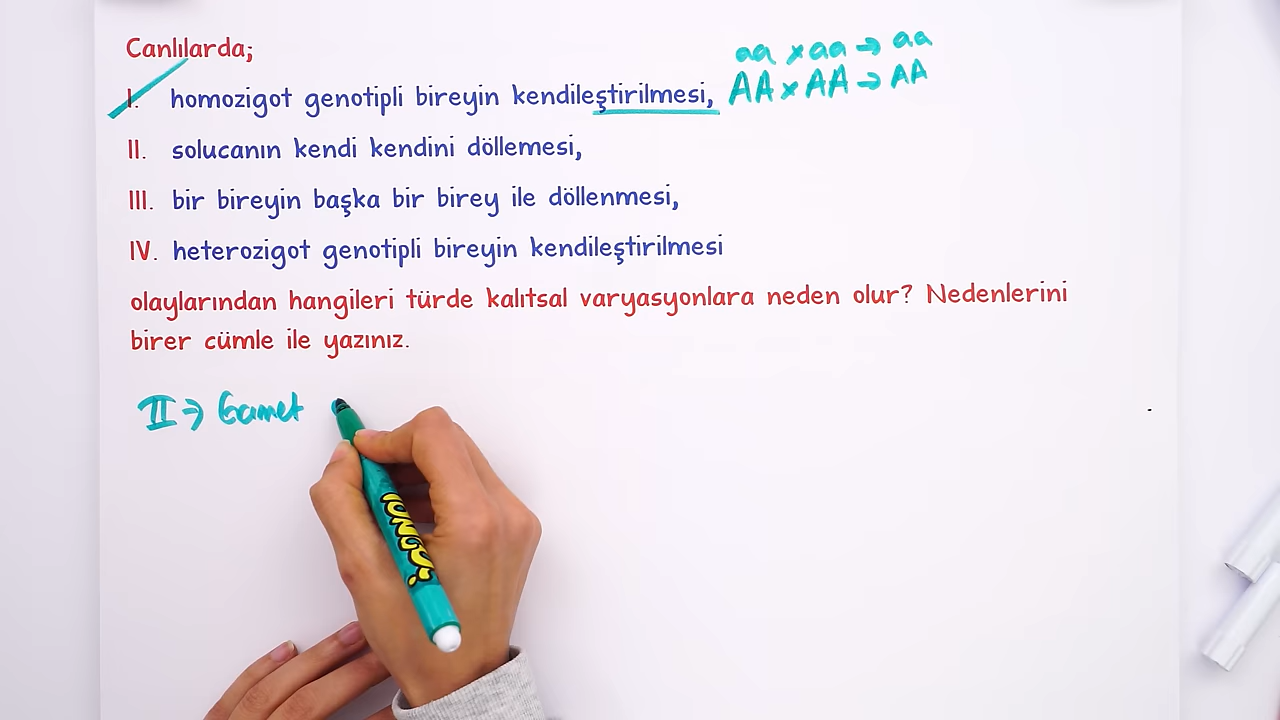 Canlılarda;
aa x aa → aa
I. homozigot genotipli bireyin kendileştirilmesi, AA x AA → AA
II. solucanın kendi kendini döllemesi,
III. bir bireyin başka bir birey ile döllenmesi,
IV. heterozigot genotipli bireyin kendileştirilmesi
olaylarından hangileri türde kalıtsal varyasyonlara neden olur? Nedenlerini
birer cümle ile yazınız.
II → Gamet